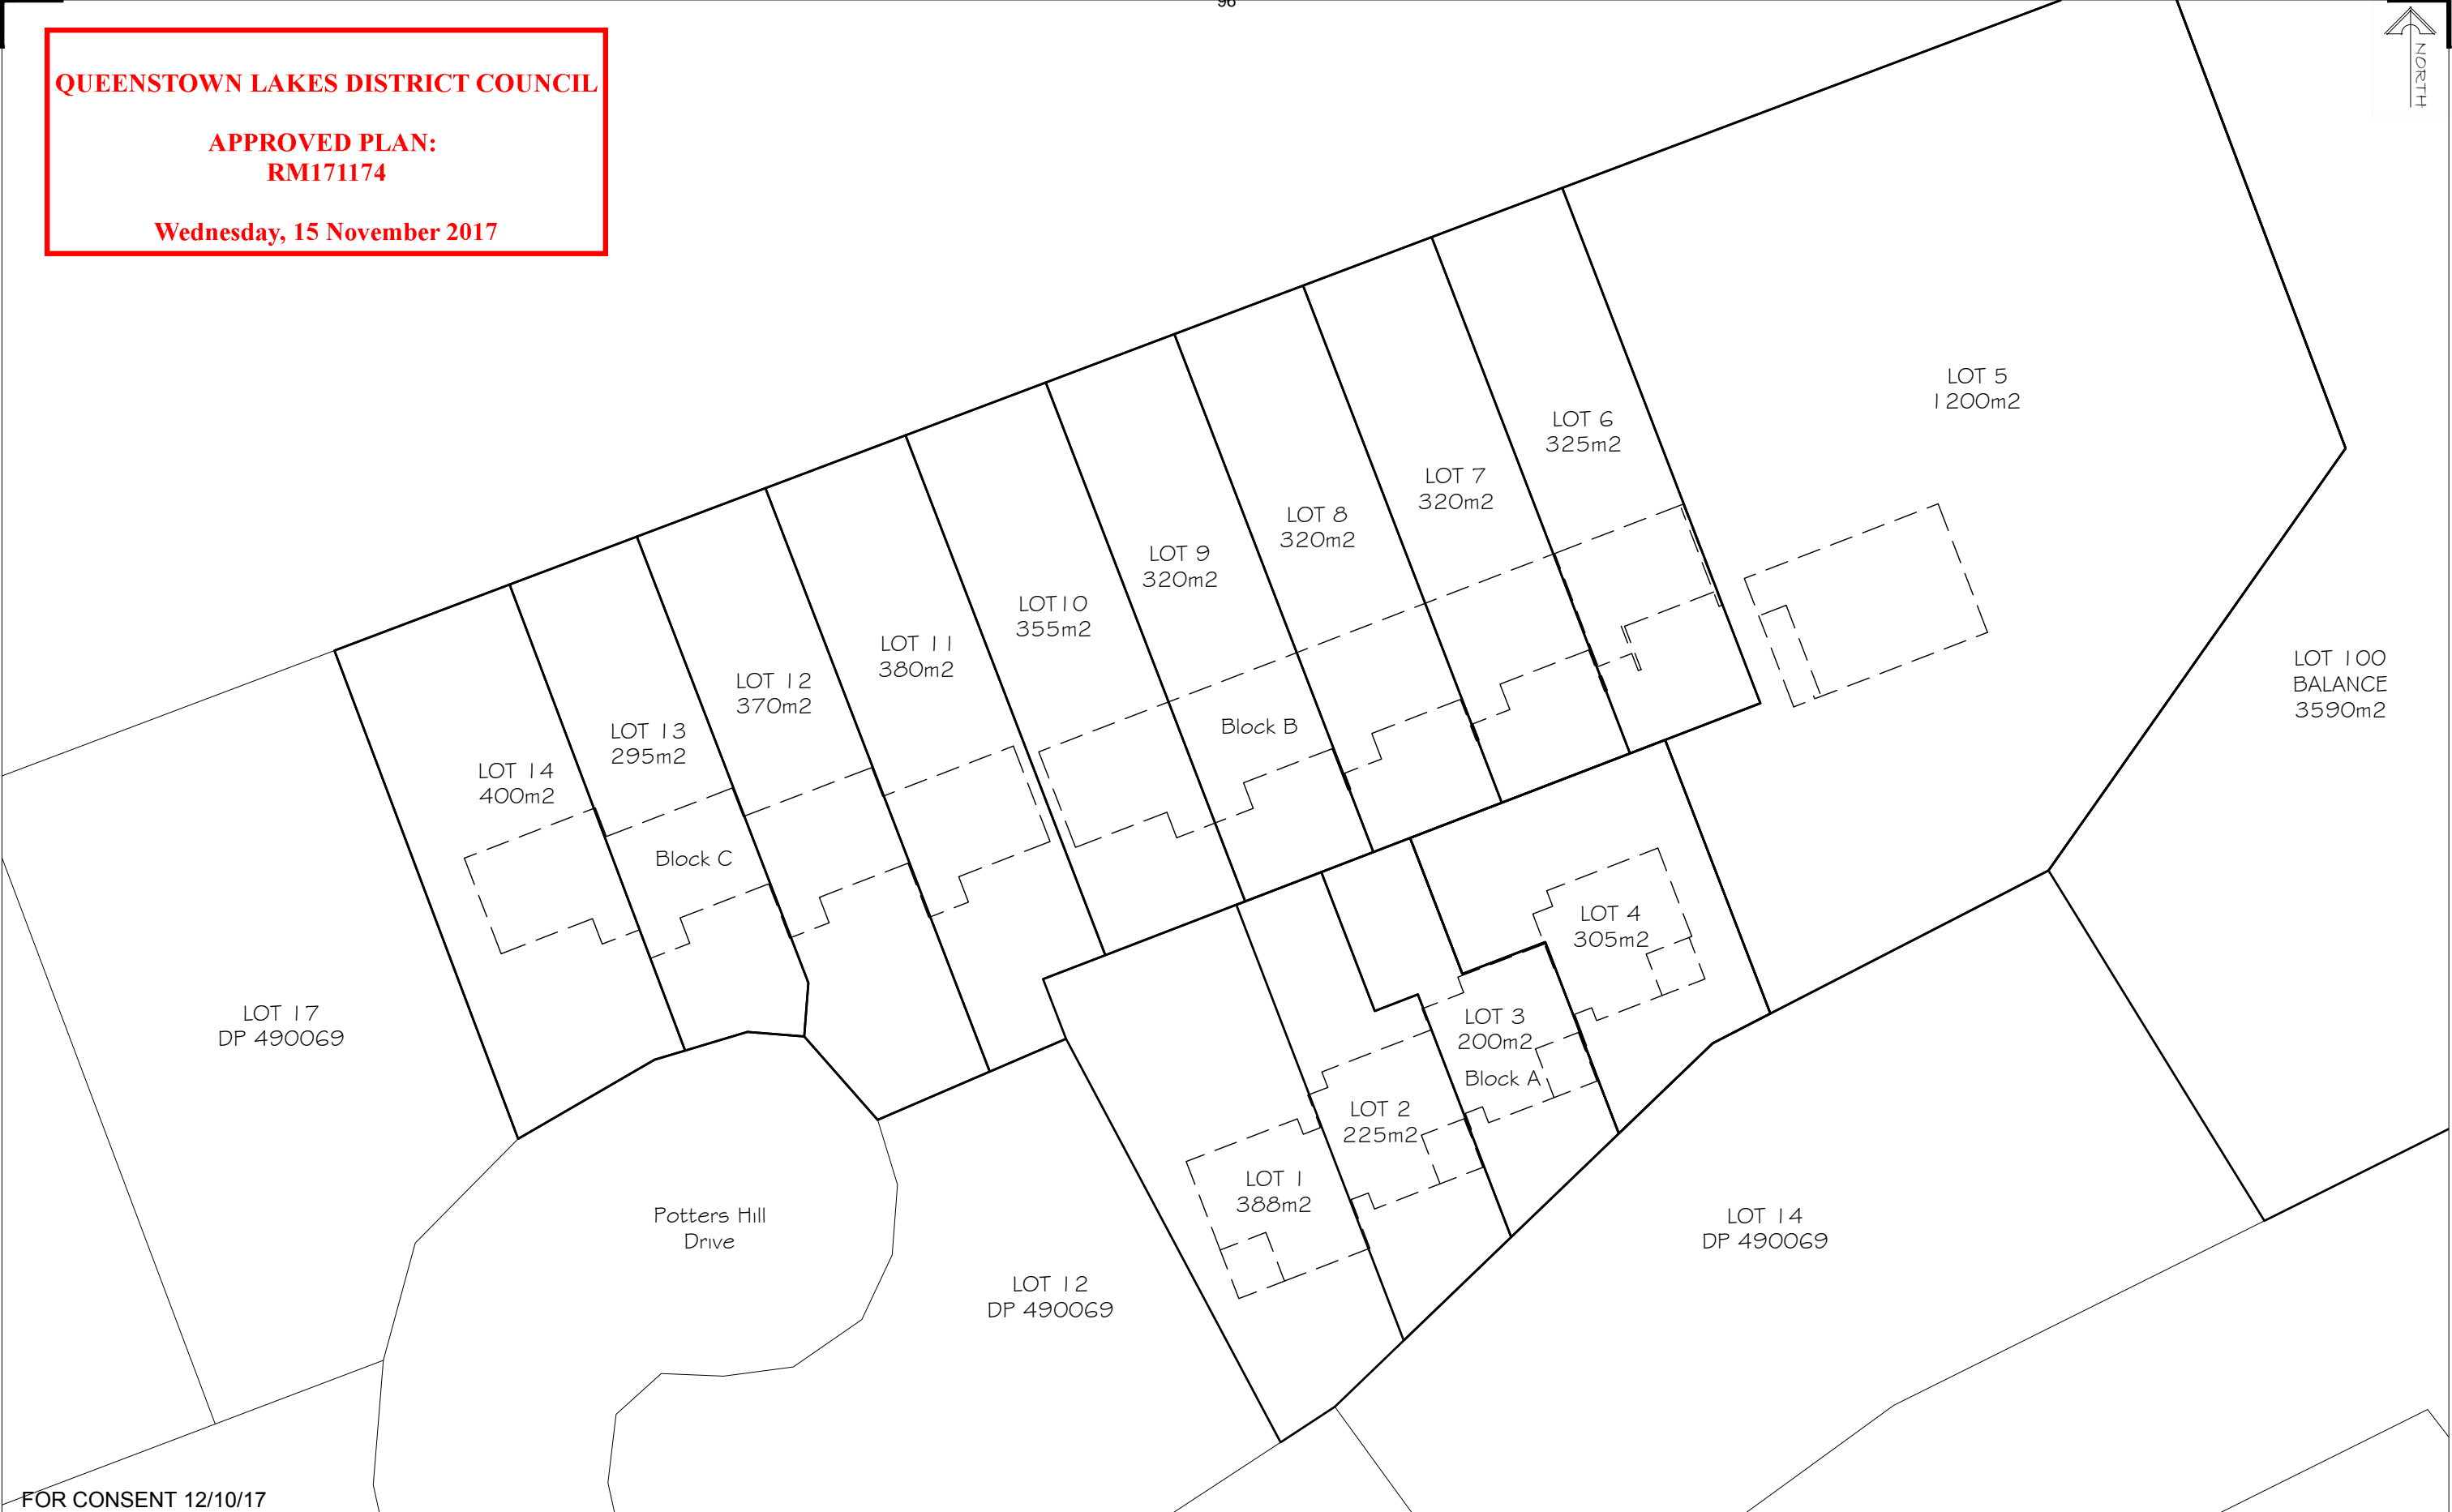 96
QUEENSTOWN LAKES DISTRICT COUNCIL
APPROVED PLAN:
RM171174
Wednesday, 15 November 2017
NORTH
LOT 5
1200m2
LOT 6
325m2
LOT 7
320m2
LOT 8
320m2
LOT 9
320m2
LOT10
355m2
LOT 11
380m2
LOT 12
370m2
LOT 13
295m2
LOT 14
400m2
LOT 100
BALANCE
3590m2
Block B
Block C
LOT 4
305m2
LOT 3
200m2
Block A
LOT 2
225m2
LOT 1
388m2
LOT 17
DP 490069
Potters Hill
Drive
LOT 12
DP 490069
LOT 14
DP 490069
FOR CONSENT 12/10/17